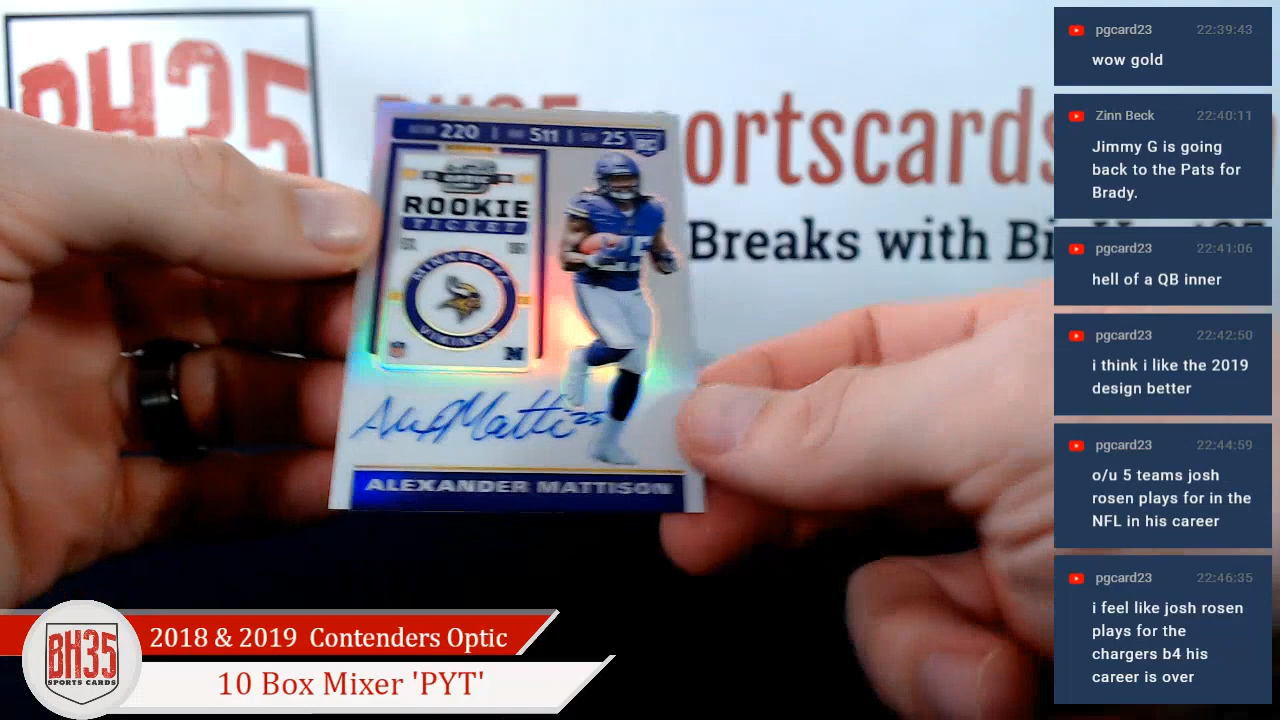 BH35
BH35 sportscards
Breaks with Bi
220 | 511 | 25 RC
ROOKIE
TICKET
MINNESOTA
VIKINGS
25
ALEXANDER MATTISON
BH35
SPORTS CARDS
2018 & 2019 Contenders Optic
10 Box Mixer 'PYT'
pgcard23 22:39:43
wow gold
Zinn Beck 22:40:11
Jimmy G is going
back to the Pats for
Brady.
pgcard23 22:41:06
hell of a QB inner
pgcard23 22:42:50
i think i like the 2019
design better
pgcard23 22:44:59
o/u 5 teams josh
rosen plays for in the
NFL in his career
pgcard23 22:46:35
i feel like josh rosen
plays for the
chargers b4 his
career is over